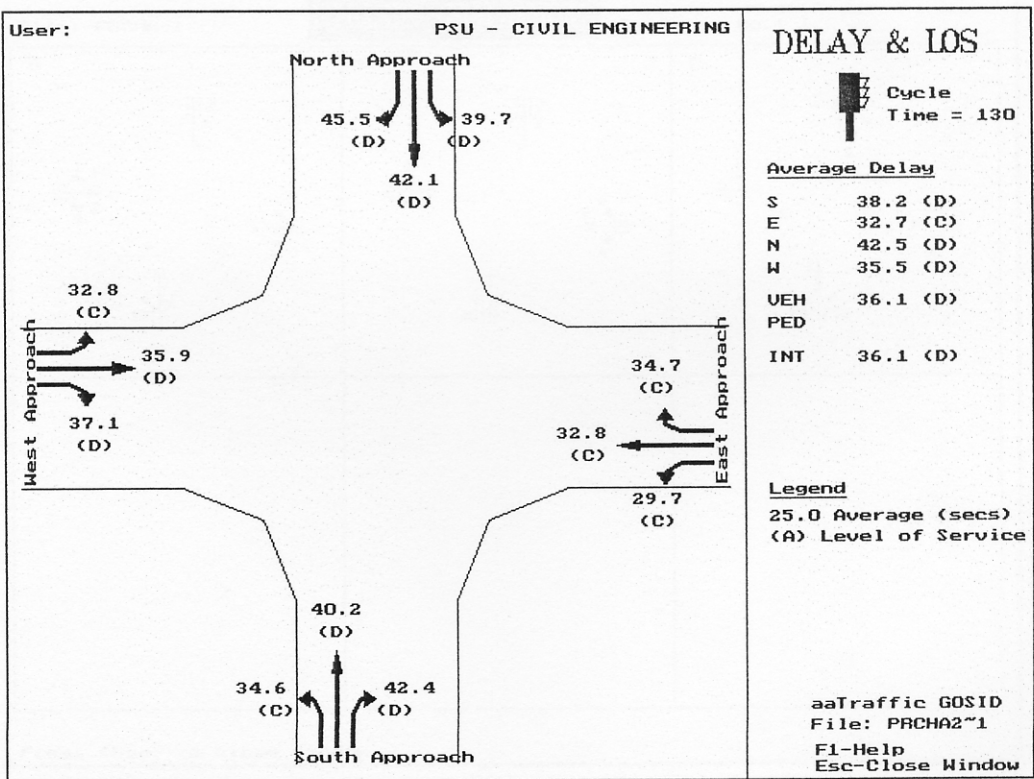 User:
PSU - CIVIL ENGINEERING
North Approach
45.5
(D)
39.7
(D)
42.1
(D)
West Approach
32.8
(C)
35.9
(D)
37.1
(D)
East Approach
34.7
(C)
32.8
(C)
29.7
(C)
40.2
(D)
34.6
(C)
42.4
(D)
South Approach
DELAY & LOS
Cycle
Time = 130
Average Delay
S 38.2 (D)
E 32.7 (C)
N 42.5 (D)
W 35.5 (D)
VEH 36.1 (D)
PED
INT 36.1 (D)
Legend
25.0 Average (secs)
(A) Level of Service
aaTraffic GOSID
File: PRCHA2~1
F1-Help
Esc-Close Window